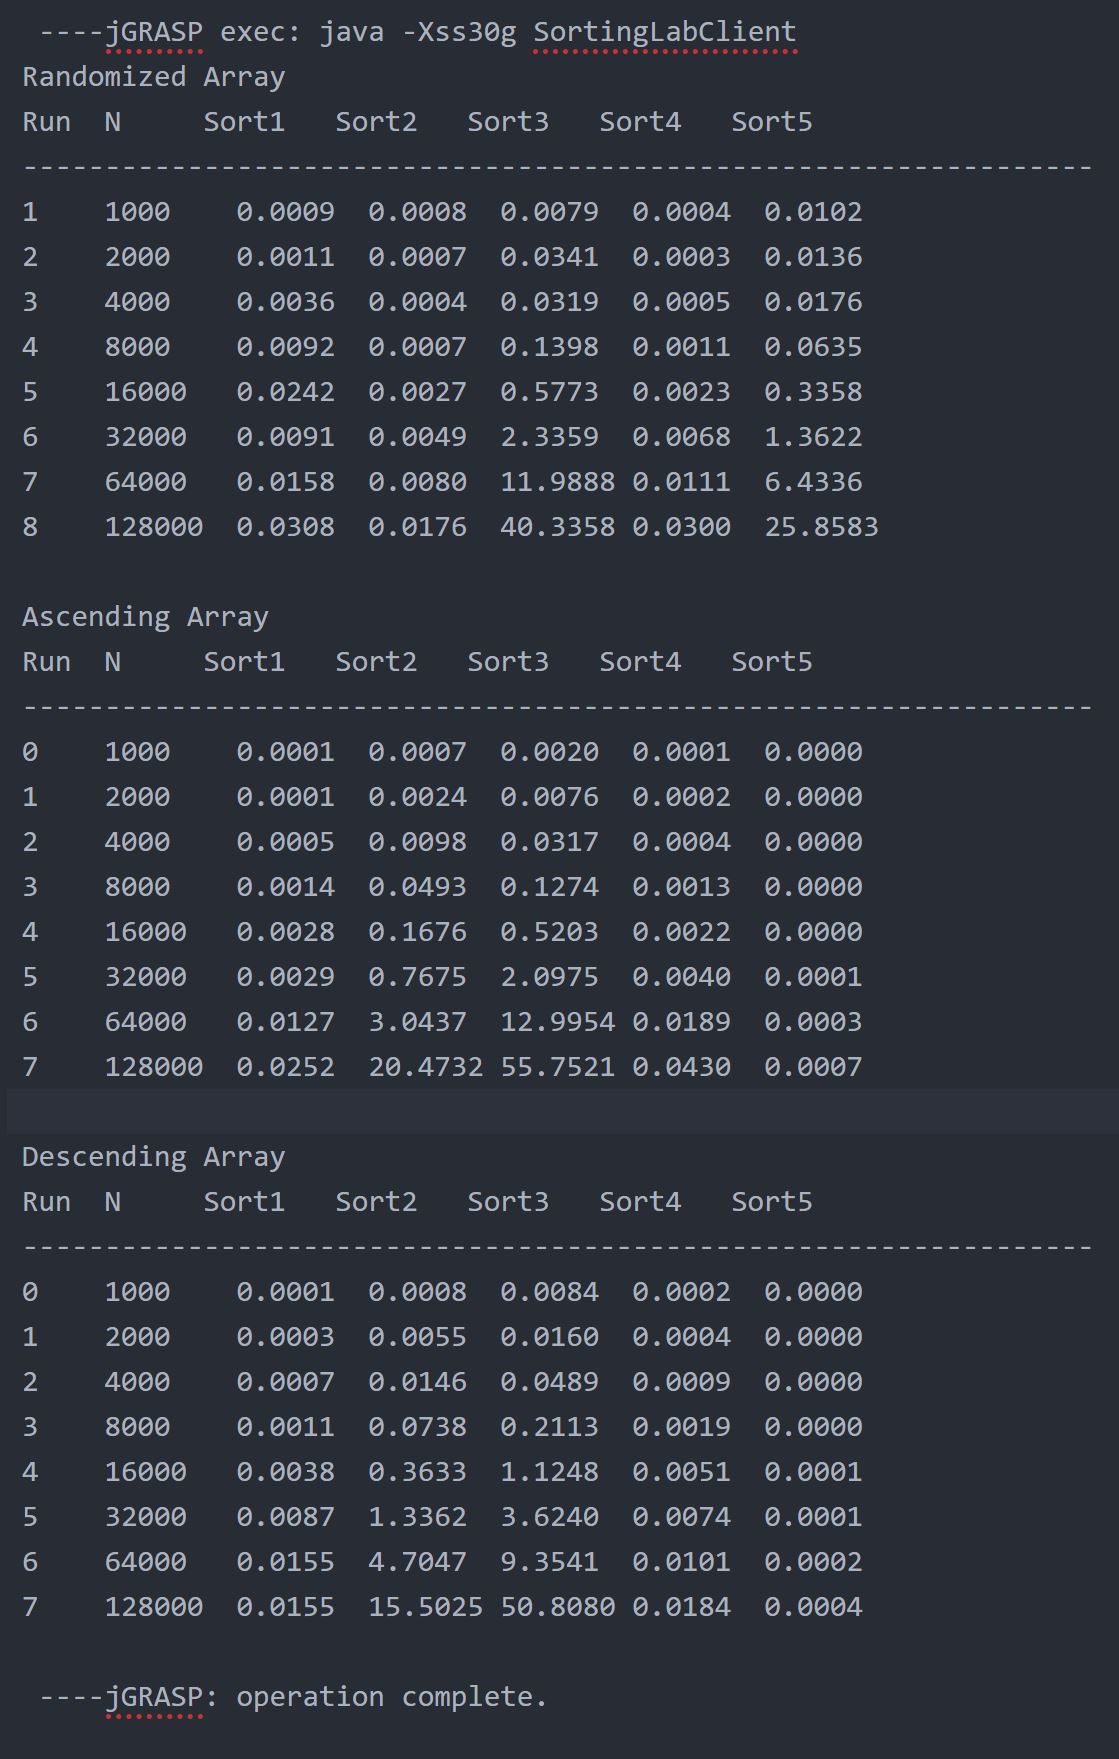 ----jGRASP exec: java -Xss30g SortingLabClient
Randomized Array
Run  N     Sort1   Sort2   Sort3   Sort4   Sort5
-----------------------------------------------------------------
1    1000    0.0009  0.0008  0.0079  0.0004  0.0102
2    2000    0.0011  0.0007  0.0341  0.0003  0.0136
3    4000    0.0036  0.0004  0.0319  0.0005  0.0176
4    8000    0.0092  0.0007  0.1398  0.0011  0.0635
5    16000   0.0242  0.0027  0.5773  0.0023  0.3358
6    32000   0.0091  0.0049  2.3359  0.0068  1.3622
7    64000   0.0158  0.0080  11.9888 0.0111  6.4336
8    128000  0.0308  0.0176  40.3358 0.0300  25.8583
Ascending Array
Run  N     Sort1   Sort2   Sort3   Sort4   Sort5
-----------------------------------------------------------------
0    1000    0.0001  0.0007  0.0020  0.0001  0.0000
1    2000    0.0001  0.0024  0.0076  0.0002  0.0000
2    4000    0.0005  0.0098  0.0317  0.0004  0.0000
3    8000    0.0014  0.0493  0.1274  0.0013  0.0000
4    16000   0.0028  0.1676  0.5203  0.0022  0.0000
5    32000   0.0029  0.7675  2.0975  0.0040  0.0001
6    64000   0.0127  3.0437  12.9954 0.0189  0.0003
7    128000  0.0252  20.4732 55.7521 0.0430  0.0007
Descending Array
Run  N     Sort1   Sort2   Sort3   Sort4   Sort5
-----------------------------------------------------------------
0    1000    0.0001  0.0008  0.0084  0.0002  0.0000
1    2000    0.0003  0.0055  0.0160  0.0004  0.0000
2    4000    0.0007  0.0146  0.0489  0.0009  0.0000
3    8000    0.0011  0.0738  0.2113  0.0019  0.0000
4    16000   0.0038  0.3633  1.1248  0.0051  0.0001
5    32000   0.0087  1.3362  3.6240  0.0074  0.0001
6    64000   0.0155  4.7047  9.3541  0.0101  0.0002
7    128000  0.0155  15.5025 50.8080 0.0184  0.0004
----jGRASP: operation complete.